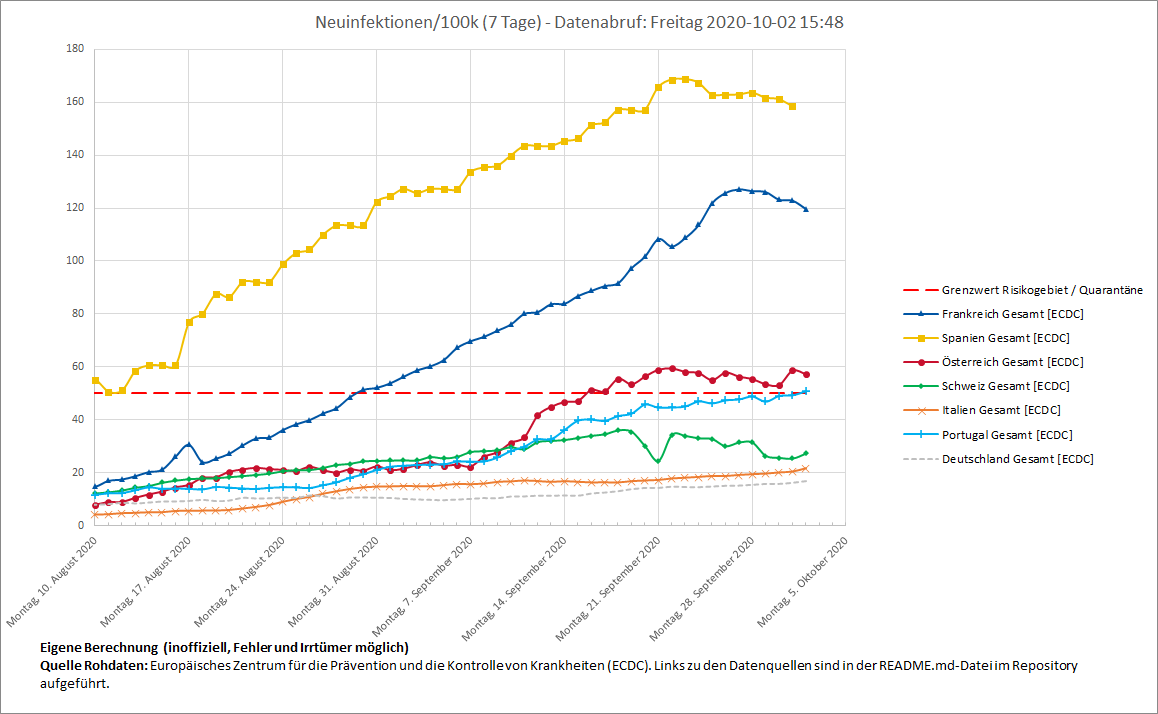 Neuinfektionen/100k (7 Tage) - Datenabruf: Freitag 2020-10-02 15:48
180
160
140
120
100
80
60
40
20
0
Montag, 10. August 2020
Montag, 17. August 2020
Montag, 24. August 2020
Montag, 31. August 2020
Montag, 7. September 2020
Montag, 14. September 2020
Montag, 21. September 2020
Montag, 28. September 2020
Montag, 5. Oktober 2020
Grenzwert Risikogebiet / Quarantäne
Frankreich Gesamt [ECDC]
Spanien Gesamt [ECDC]
Österreich Gesamt [ECDC]
Schweiz Gesamt [ECDC]
Italien Gesamt [ECDC]
Portugal Gesamt [ECDC]
Deutschland Gesamt [ECDC]
Eigene Berechnung (inoffiziell, Fehler und Irrtümer möglich)
Quelle Rohdaten: Europäisches Zentrum für die Prävention und die Kontrolle von Krankheiten (ECDC). Links zu den Datenquellen sind in der README.md-Datei im Repository
aufgeführt.